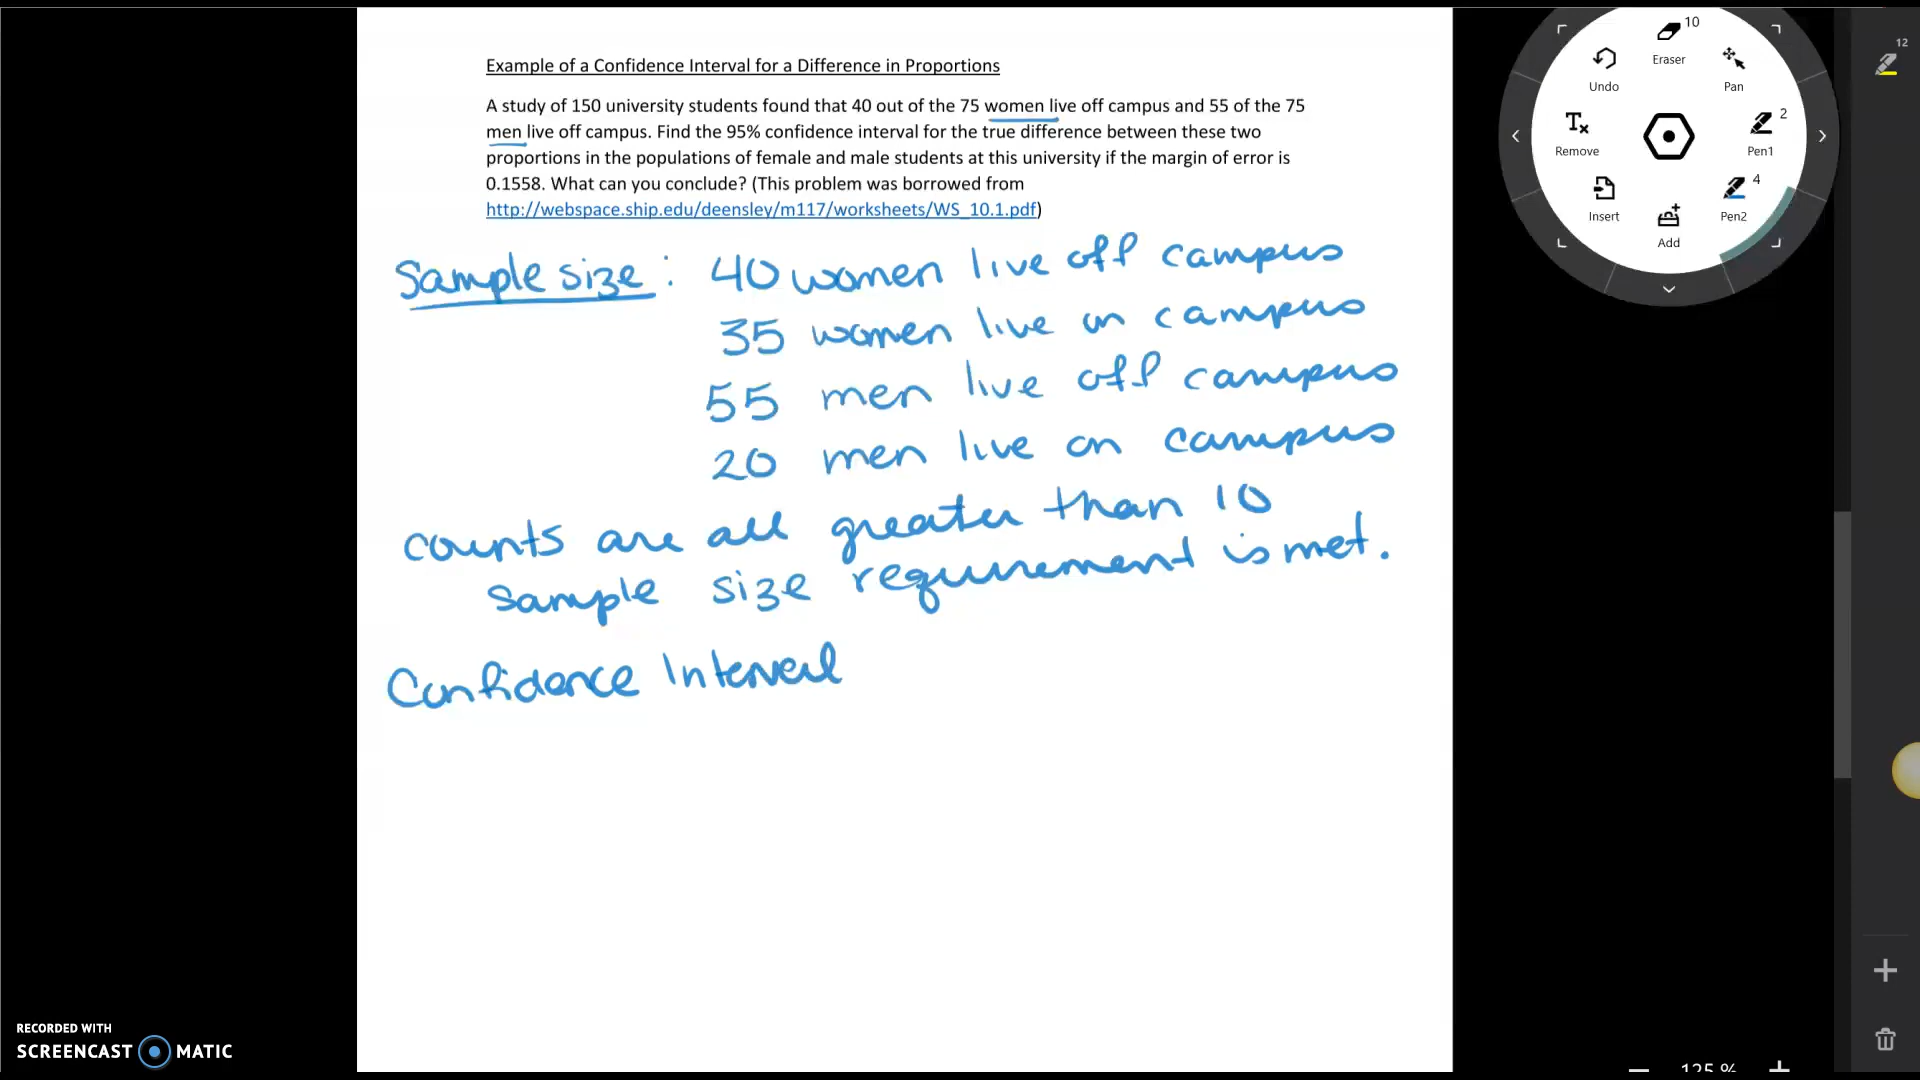 Example of a Confidence Interval for a Difference in Proportions
A study of 150 university students found that 40 out of the 75 women live off campus and 55 of the 75
men live off campus. Find the 95% confidence interval for the true difference between these two
proportions in the populations of female and male students at this university if the margin of error is
0.1558. What can you conclude? (This problem was borrowed from
http://webspace.ship.edu/deensley/m117/worksheets/WS_10.1.pdf)
Sample size : 40 women live off campus
35 women live on campus
55 men live off campus
20 men live on campus
counts are all greater than 10
sample size requirement is met.
Confidence Interval
10
Eraser
Undo
Pan
Remove
2
Pen1
Insert
4
Pen2
Add
12
125 %
RECORDED WITH
SCREENCAST MATIC